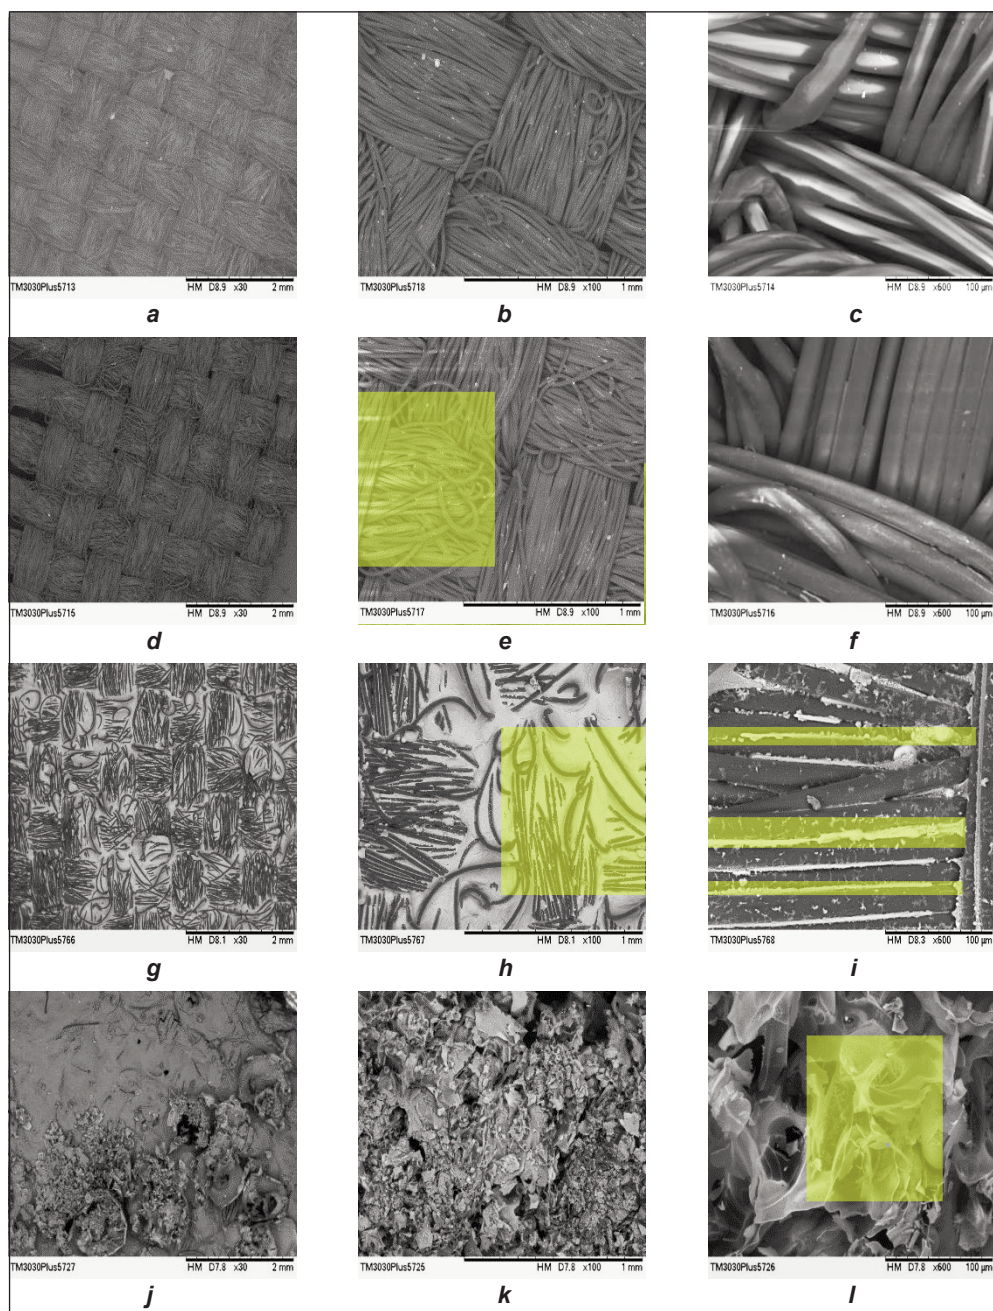 TM3030Plus5713 HM D8.9 x30 2 mm
TM3030Plus5718 HM D8.9 x100 1 mm
TM3030Plus5714 HM D8.9 x600 100 µm
a
b
c
TM3030Plus5715 HM D8.9 x30 2 mm
TM3030Plus5717 HM D8.9 x100 1 mm
TM3030Plus5716 HM D8.9 x600 100 µm
d
e
f
TM3030Plus5766 HM D8.1 x30 2 mm
TM3030Plus5767 HM D8.1 x100 1 mm
TM3030Plus5768 HM D8.3 x600 100 µm
g
h
i
TM3030Plus5727 HM D7.8 x30 2 mm
TM3030Plus5725 HM D7.8 x100 1 mm
TM3030Plus5726 HM D7.8 x600 100 µm
j
k
l